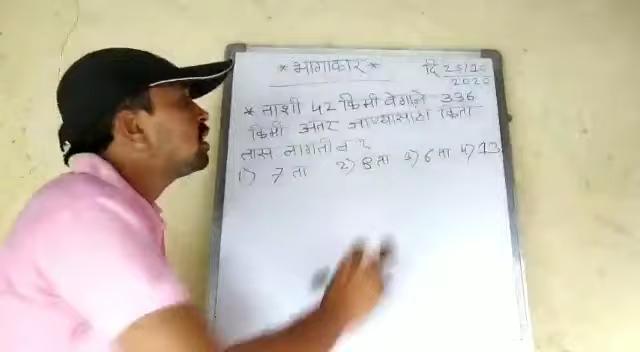 * भागाकार *
दि 25/10
2020
* ताशी 42 किमी वेगाने 336
किमी अंतर जाण्यासाठी किती
तास लागतील ?
1) 7 ता 2) 8 ता 3) 6 ता 4) 13